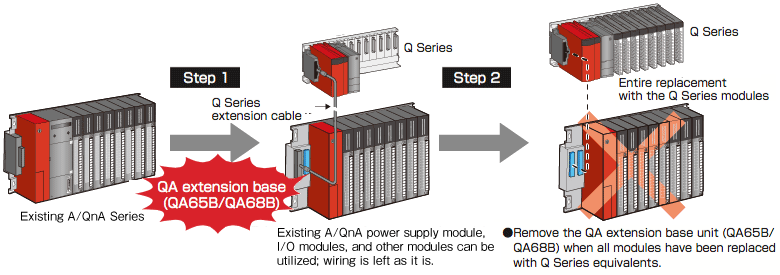 Step 1
Q Series
Q Series
extension cable
Step 2
Q Series
Entire replacement
with the Q Series modules
QA extension base
(QA65B/QA68B)
Existing A/QnA Series
Existing A/QnA power supply module,
I/O modules, and other modules can be
utilized; wiring is left as it is.
●Remove the QA extension base unit (QA65B/
QA68B) when all modules have been replaced
with Q Series equivalents.